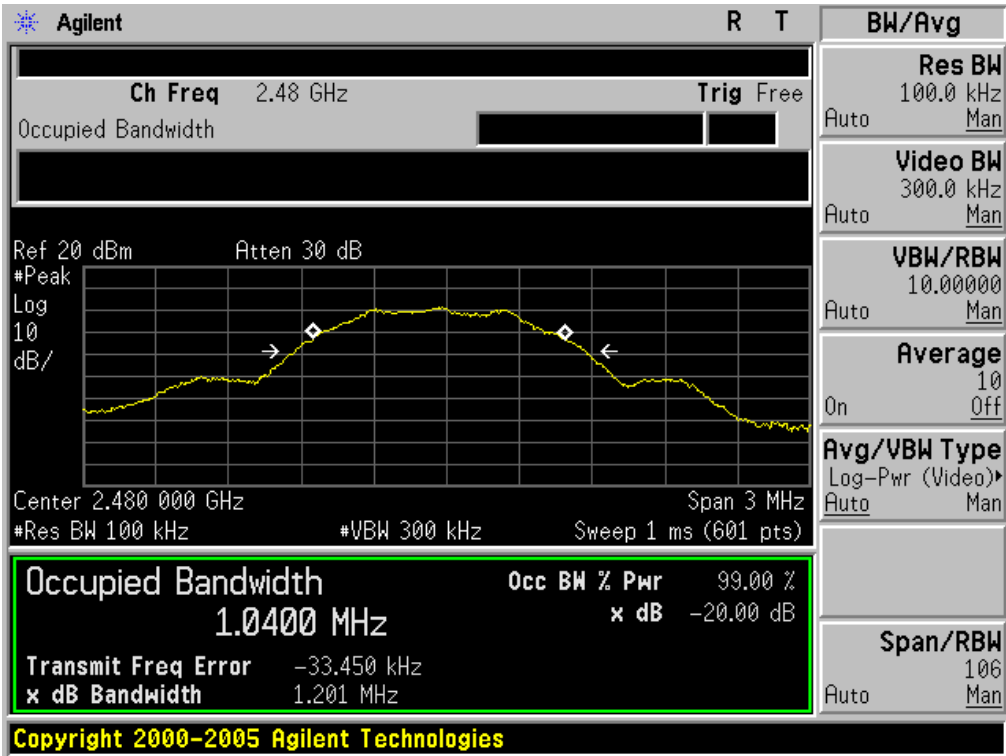 Agilent R T
Ch Freq 2.48 GHz Trig Free
Occupied Bandwidth
Ref 20 dBm Atten 30 dB
#Peak
Log
10
dB/
Center 2.480 000 GHz Span 3 MHz
#Res BW 100 kHz #VBW 300 kHz Sweep 1 ms (601 pts)
Occupied Bandwidth
1.0400 MHz
Occ BW % Pwr 99.00 %
x dB -20.00 dB
Transmit Freq Error -33.450 kHz
x dB Bandwidth 1.201 MHz
Copyright 2000-2005 Agilent Technologies
BW/Avg
Res BW
100.0 kHz
Auto Man
Video BW
300.0 kHz
Auto Man
VBW/RBW
10.00000
Auto Man
Average
10
On Off
Avg/VBW Type
Log-Pwr (Video)
Auto Man
Span/RBW
106
Auto Man